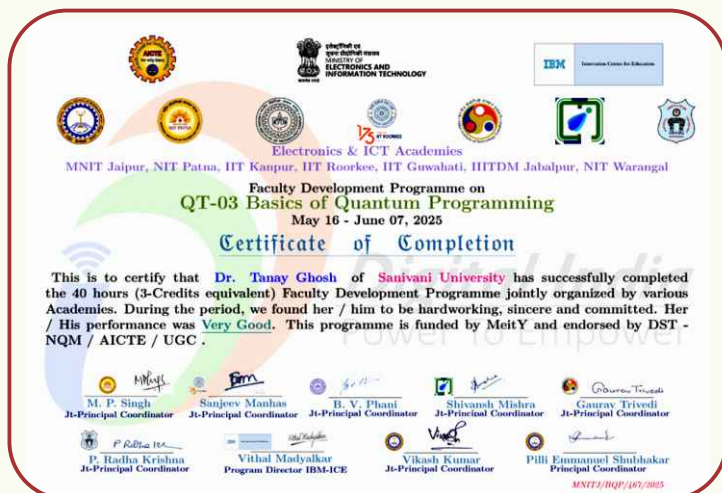 AICTE
इलेक्ट्रॉनिकी एवं
सूचना प्रौद्योगिकी मंत्रालय
MINISTRY OF
ELECTRONICS AND
INFORMATION TECHNOLOGY
IBM Innovation Center for Education
NIT PATNA
175 IIT ROORKEE
Electronics & ICT Academies
MNIT Jaipur, NIT Patna, IIT Kanpur, IIT Roorkee, IIT Guwahati, IIITDM Jabalpur, NIT Warangal
Faculty Development Programme on
QT-03 Basics of Quantum Programming
May 16 - June 07, 2025
Certificate of Completion
This is to certify that Dr. Tanay Ghosh of Sanivani University has successfully completed
the 40 hours (3-Credits equivalent) Faculty Development Programme jointly organized by various
Academies. During the period, we found her / him to be hardworking, sincere and committed. Her
/ His performance was Very Good. This programme is funded by MeitY and endorsed by DST -
NQM / AICTE / UGC .
Digital India
Power To Empower
M. P. Singh Sanjeev Manhas B. V. Phani Shivansh Mishra Gaurav Trivedi
Jt-Principal Coordinator Jt-Principal Coordinator Jt-Principal Coordinator Jt-Principal Coordinator Jt-Principal Coordinator
P. Radha Krishna Vithal Madyalkar Vikash Kumar Pilli Emmanuel Shubhakar
Jt-Principal Coordinator Program Director IBM-ICE Jt-Principal Coordinator Principal Coordinator
MNITJ/BQP/467/2025